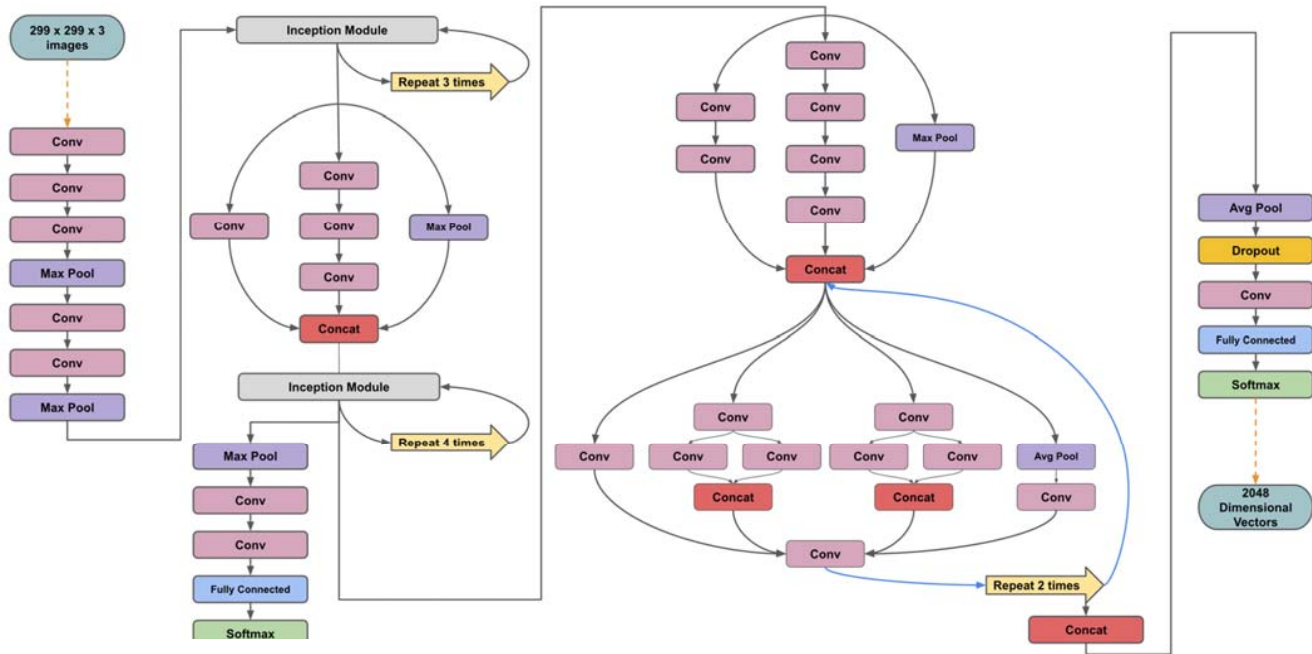 299 x 299 x 3
images
Conv
Conv
Conv
Max Pool
Conv
Conv
Max Pool
Inception Module
Repeat 3 times
Conv
Conv
Conv
Conv
Max Pool
Concat
Inception Module
Repeat 4 times
Max Pool
Conv
Conv
Fully Connected
Softmax
Conv
Conv
Conv
Conv
Conv
Conv
Max Pool
Concat
Conv
Conv
Conv
Conv
Concat
Conv
Conv
Conv
Concat
Avg Pool
Conv
Conv
Repeat 2 times
Concat
Avg Pool
Dropout
Conv
Fully Connected
Softmax
2048
Dimensional
Vectors